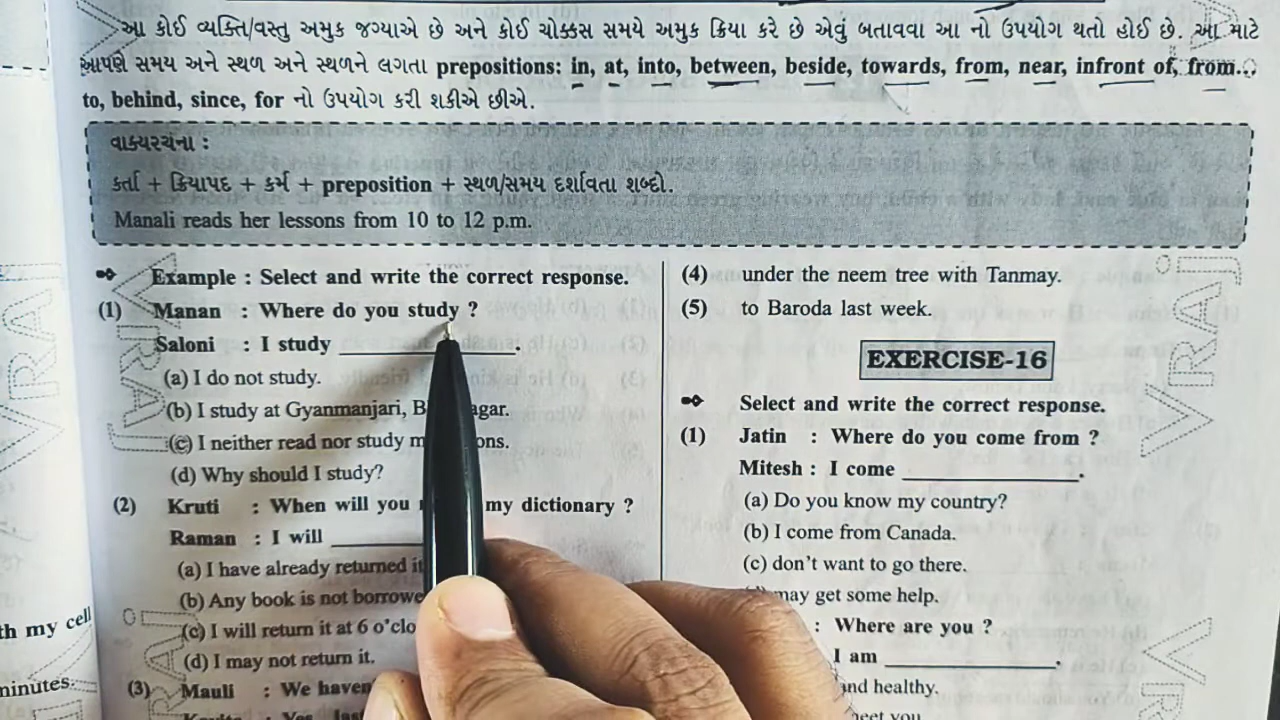 આ કોઈ વ્યક્તિ/વસ્તુ અમુક જગ્યાએ છે અને કોઈ ચોક્કસ સમયે અમુક ક્રિયા કરે છે એવું બતાવવા આ નો ઉપયોગ થતો હોઈ છે. આ માટે
આપણે સમય અને સ્થળ અને સ્થળને લગતા prepositions: in, at, into, between, beside, towards, from, near, infront of, from...
to, behind, since, for નો ઉપયોગ કરી શકીએ છીએ.
વાક્યરચના :
કર્તા + ક્રિયાપદ + કર્મ + preposition + સ્થળ/સમય દર્શાવતા શબ્દો.
Manali reads her lessons from 10 to 12 p.m.
Example : Select and write the correct response.
(1) Manan : Where do you study ?
Saloni : I study ____________.
(a) I do not study.
(b) I study at Gyanmanjari,
(c) I neither read nor study
(d) Why should I study?
(2) Kruti : When will you my dictionary ?
Raman : I will ________
(a) I have already returned
(b) Any book is not
(c) I will return it at 6
(d) I may not return it.
(3) Mauli : We
(4) under the neem tree with Tanmay.
(5) to Baroda last week.
EXERCISE-16
Select and write the correct response.
(1) Jatin : Where do you come from ?
Mitesh : I come ____________.
(a) Do you know my country?
(b) I come from Canada.
(c) don't want to go there.
may get some help.
: Where are you ?
I am ____________.
and healthy.
th my cell
minutes.
VIRAJ